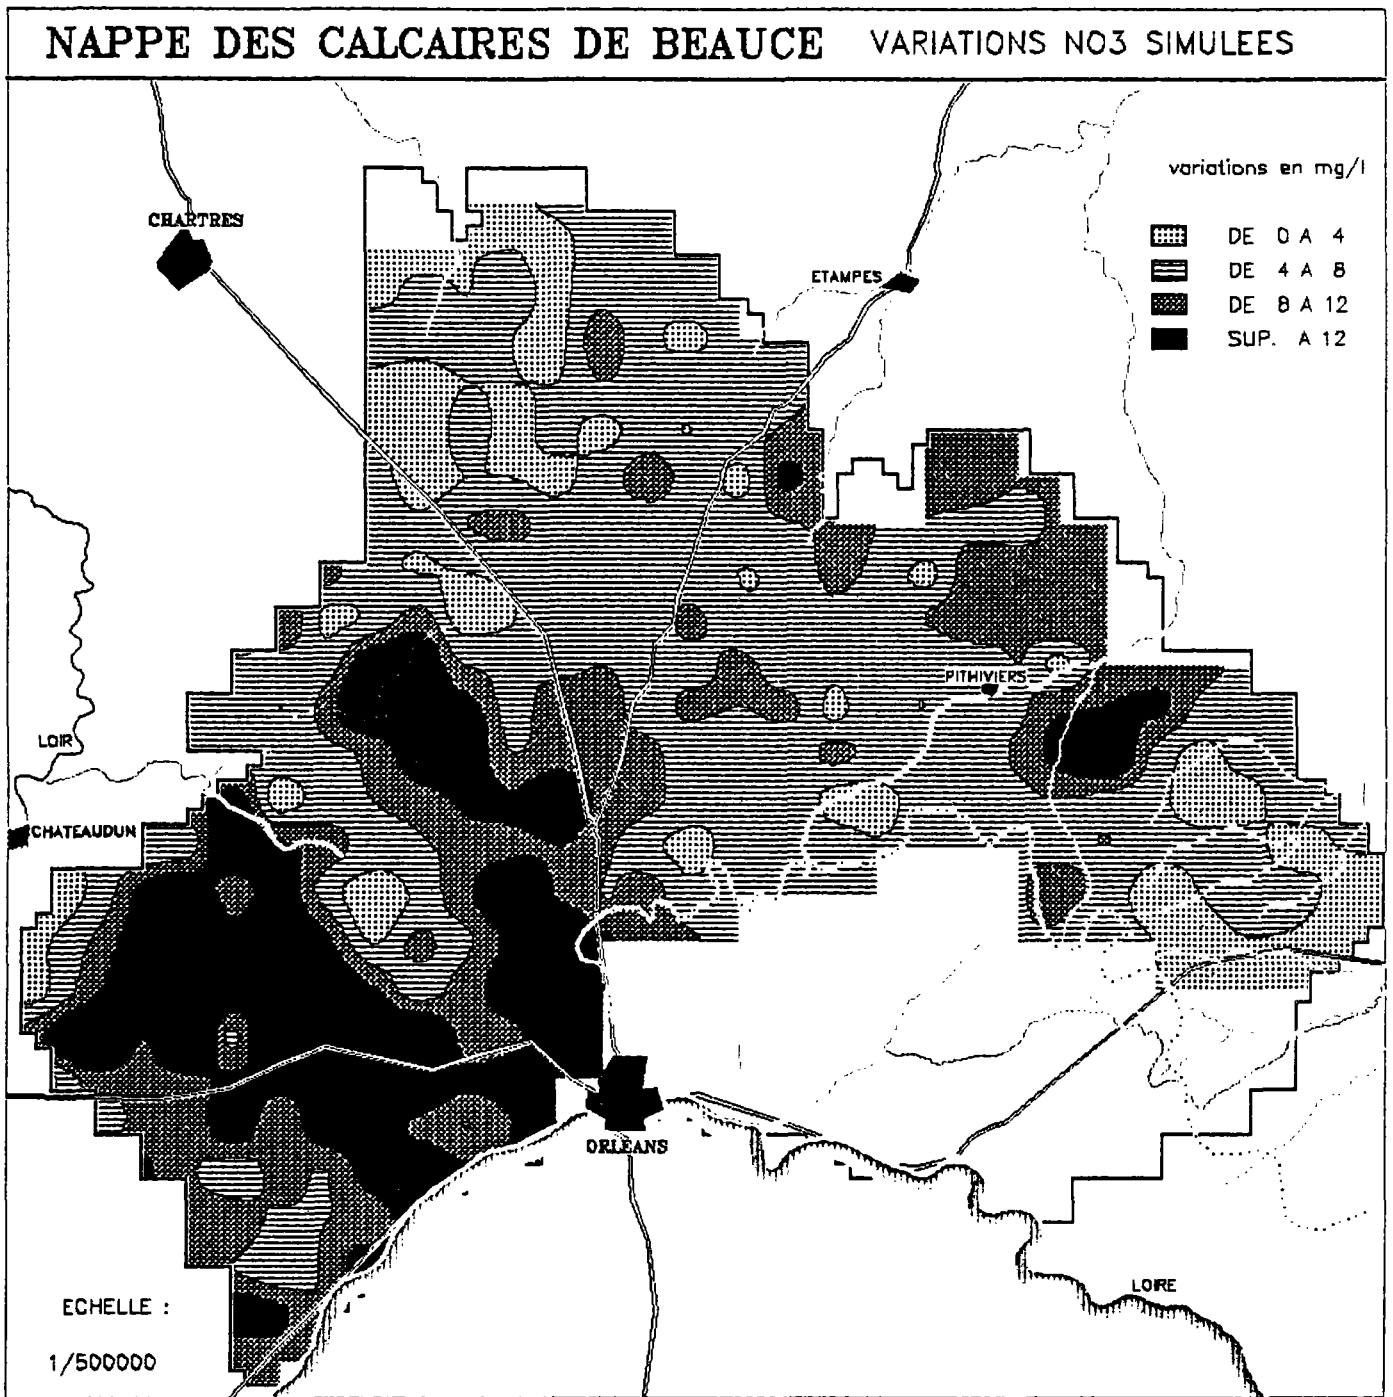 NAPPE DES CALCAIRES DE BEAUCE VARIATIONS NO3 SIMULEES
variations en mg/l
CHARTRES
DE 0 A 4
ETAMPES
DE 4 A 8
DE 8 A 12
SUP. A 12
PITHIVIERS
LOIR
CHATEAUDUN
ORLEANS
LOIRE
ECHELLE :
1/500000